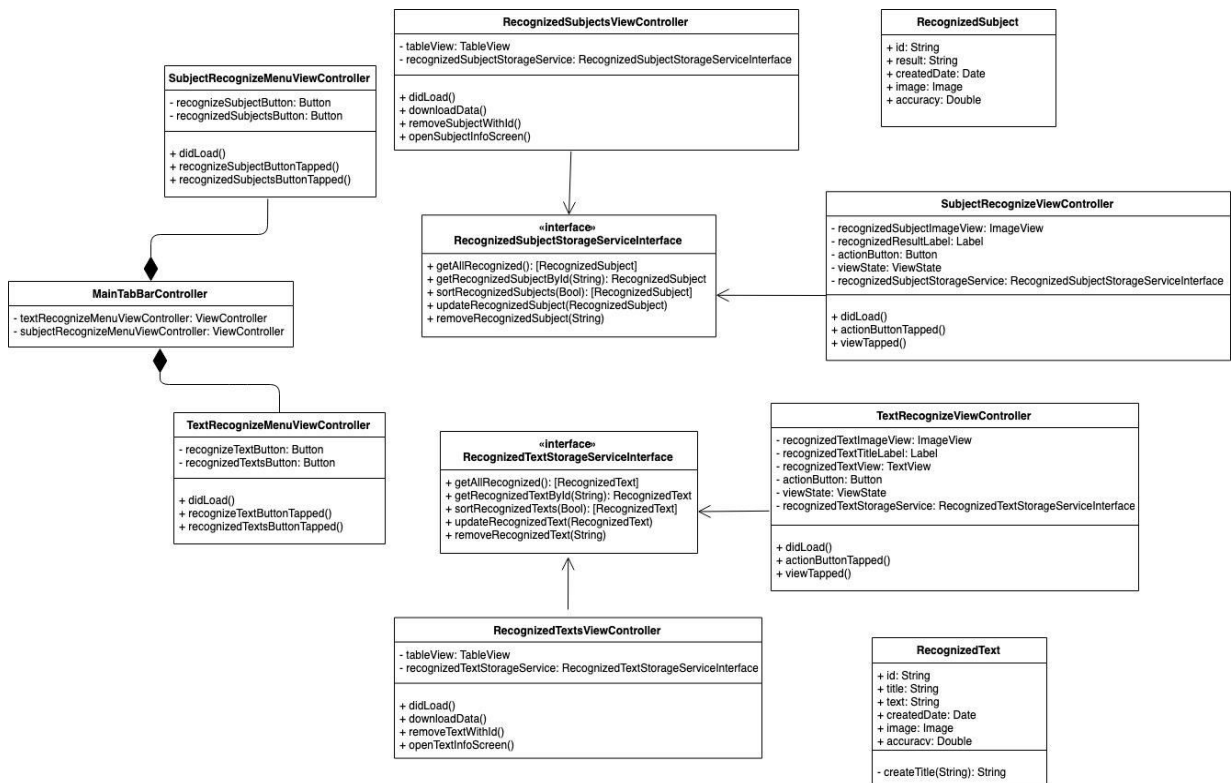 RecognizedSubjectsViewController
- tableView: TableView
- recognizedSubjectStorageService: RecognizedSubjectStorageServiceInterface
+ didLoad()
+ downloadData()
+ removeSubjectWithId()
+ openSubjectInfoScreen()
RecognizedSubject
+ id: String
+ result: String
+ createdDate: Date
+ image: Image
+ accuracy: Double
SubjectRecognizeMenuViewController
- recognizeSubjectButton: Button
- recognizedSubjectsButton: Button
+ didLoad()
+ recognizeSubjectButtonTapped()
+ recognizedSubjectsButtonTapped()
«interface»
RecognizedSubjectStorageServiceInterface
+ getAllRecognized(): [RecognizedSubject]
+ getRecognizedSubjectById(String): RecognizedSubject
+ sortRecognizedSubjects(Bool): [RecognizedSubject]
+ updateRecognizedSubject(RecognizedSubject)
+ removeRecognizedSubject(String)
SubjectRecognizeViewController
- recognizedSubjectImageView: ImageView
- recognizedResultLabel: Label
- actionButton: Button
- viewState: ViewState
- recognizedSubjectStorageService: RecognizedSubjectStorageServiceInterface
+ didLoad()
+ actionButtonTapped()
+ viewTapped()
MainTabBarController
- textRecognizeMenuViewController: ViewController
- subjectRecognizeMenuViewController: ViewController
TextRecognizeMenuViewController
- recognizeTextButton: Button
- recognizedTextsButton: Button
+ didLoad()
+ recognizeTextButtonTapped()
+ recognizedTextsButtonTapped()
«interface»
RecognizedTextStorageServiceInterface
+ getAllRecognized(): [RecognizedText]
+ getRecognizedTextById(String): RecognizedText
+ sortRecognizedTexts(Bool): [RecognizedText]
+ updateRecognizedText(RecognizedText)
+ removeRecognizedText(String)
TextRecognizeViewController
- recognizedTextImageView: ImageView
- recognizedTextTitleLabel: Label
- recognizedTextView: TextView
- actionButton: Button
- viewState: ViewState
- recognizedTextStorageService: RecognizedTextStorageServiceInterface
+ didLoad()
+ actionButtonTapped()
+ viewTapped()
RecognizedTextsViewController
- tableView: TableView
- recognizedTextStorageService: RecognizedTextStorageServiceInterface
+ didLoad()
+ downloadData()
+ removeTextWithId()
+ openTextInfoScreen()
RecognizedText
+ id: String
+ title: String
+ text: String
+ createdDate: Date
+ image: Image
+ accuracy: Double
- createTitle(String): String